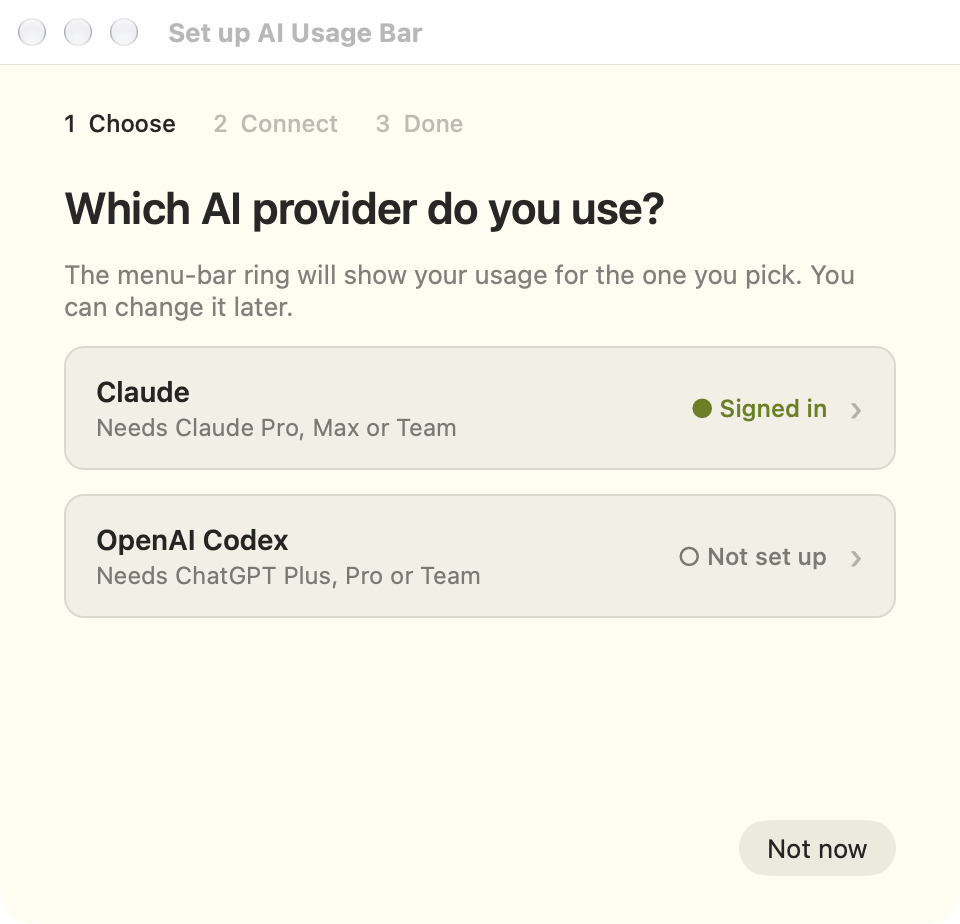 Set up AI Usage Bar
1 Choose 2 Connect 3 Done
Which AI provider do you use?
The menu-bar ring will show your usage for the one you pick. You
can change it later.
Claude
Needs Claude Pro, Max or Team
Signed in
OpenAI Codex
Needs ChatGPT Plus, Pro or Team
Not set up
Not now